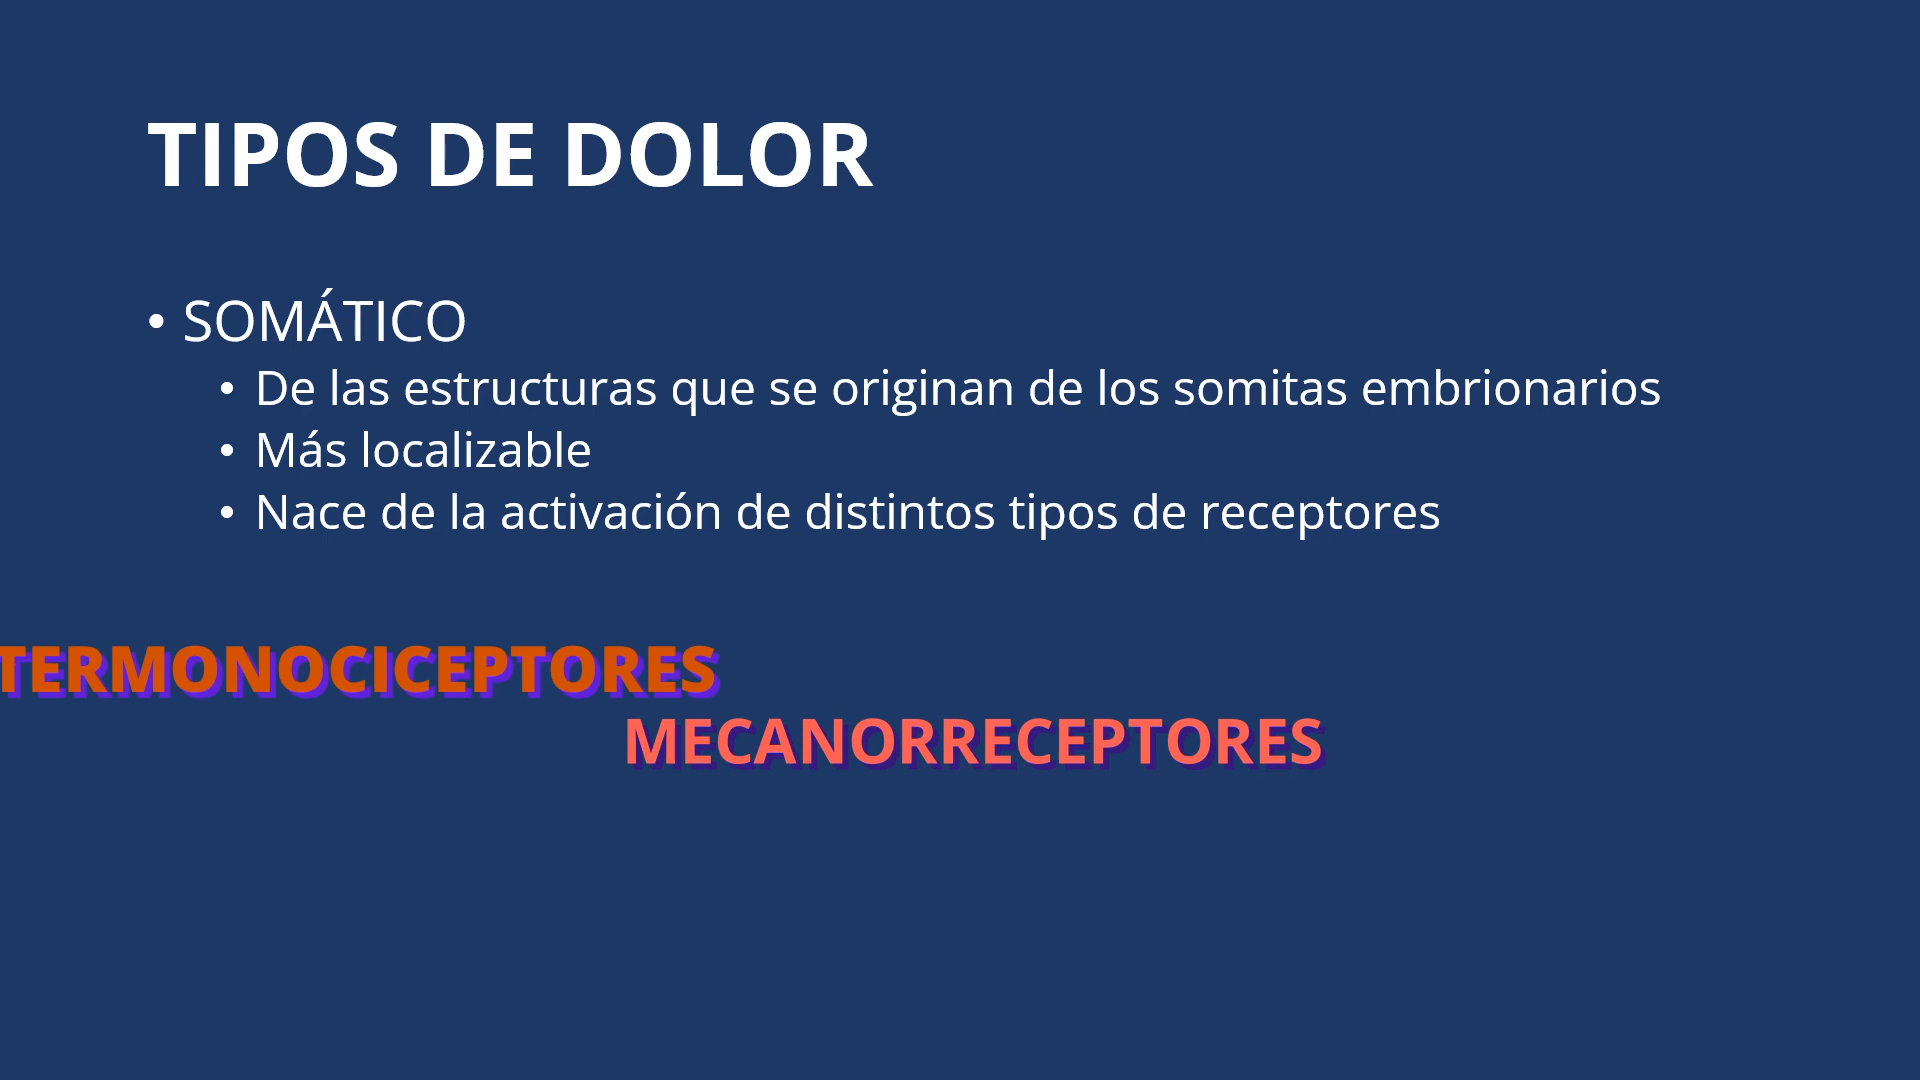 TIPOS DE DOLOR
• SOMÁTICO
• De las estructuras que se originan de los somitas embrionarios
• Más localizable
• Nace de la activación de distintos tipos de receptores
TERMONOCICEPTORES
MECANORRECEPTORES